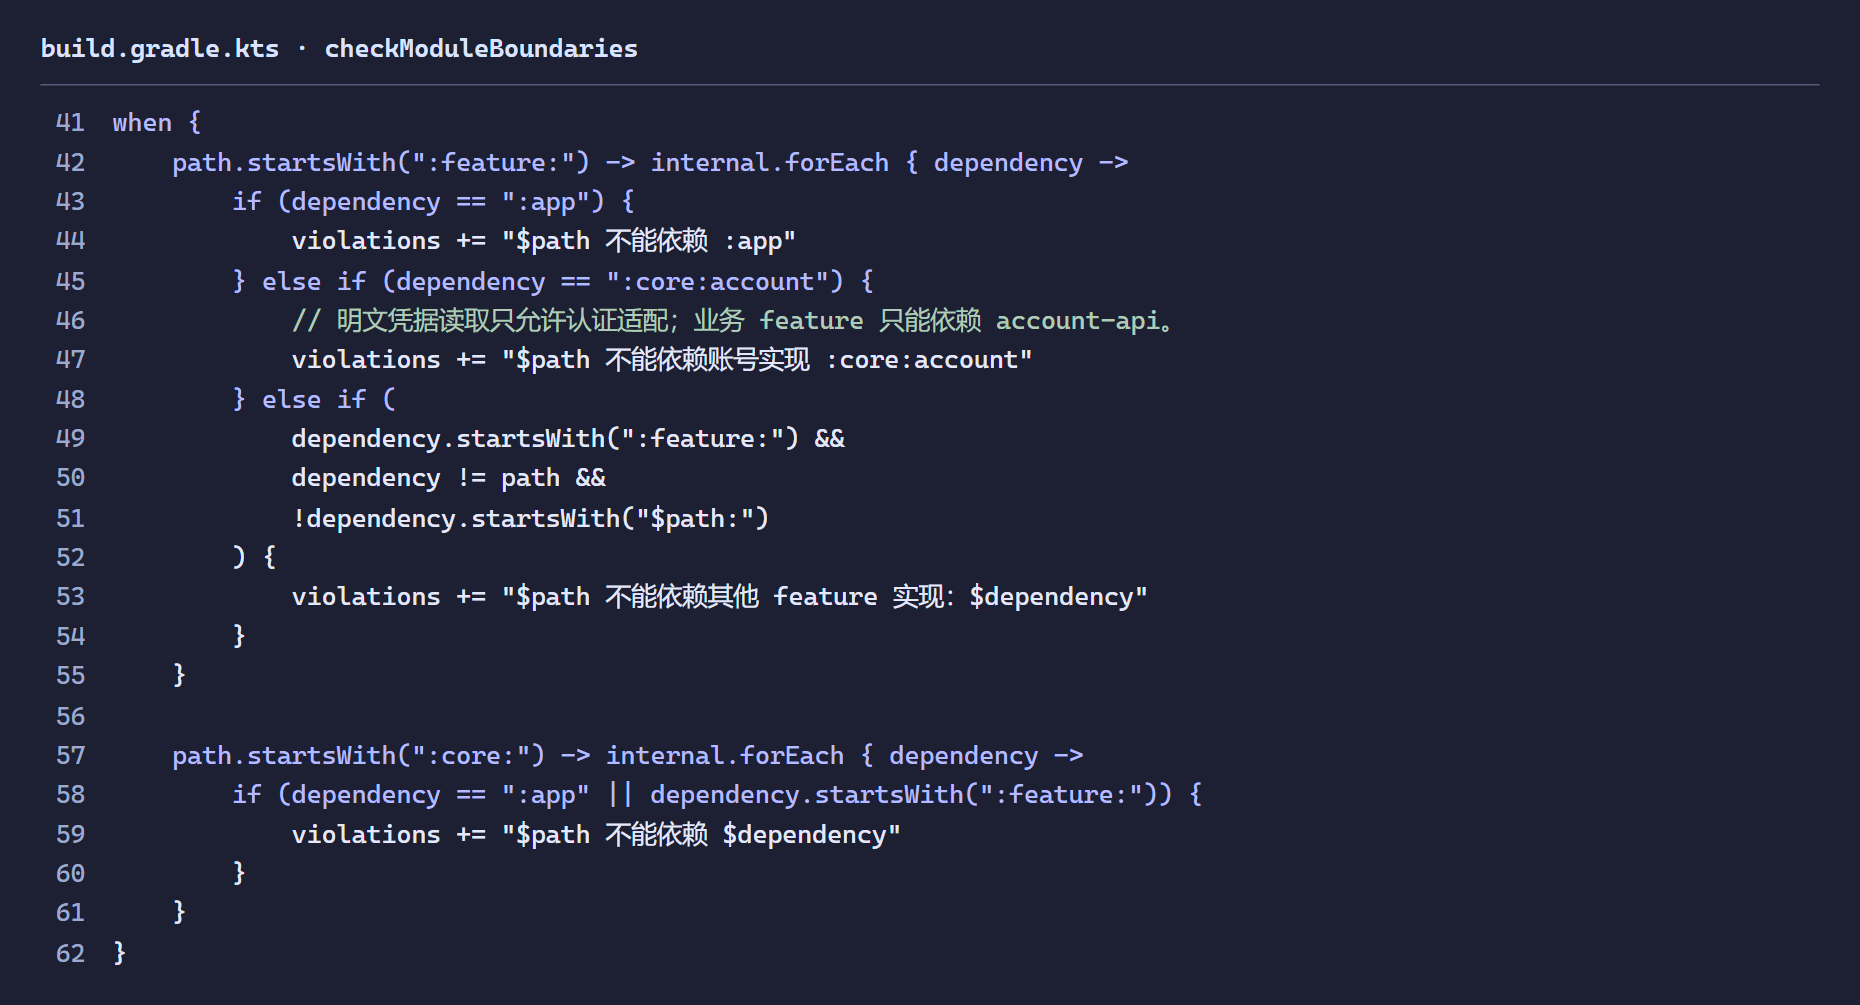 build.gradle.kts · checkModuleBoundaries
41 when {
42     path.startsWith(":feature:") -> internal.forEach { dependency ->
43         if (dependency == ":app") {
44             violations += "$path 不能依赖 :app"
45         } else if (dependency == ":core:account") {
46             // 明文凭据读取只允许认证适配；业务 feature 只能依赖 account-api。
47             violations += "$path 不能依赖账号实现 :core:account"
48         } else if (
49             dependency.startsWith(":feature:") &&
50             dependency != path &&
51             !dependency.startsWith("$path:")
52         ) {
53             violations += "$path 不能依赖其他 feature 实现：$dependency"
54         }
55     }
56
57     path.startsWith(":core:") -> internal.forEach { dependency ->
58         if (dependency == ":app" || dependency.startsWith(":feature:")) {
59             violations += "$path 不能依赖 $dependency"
60         }
61     }
62 }